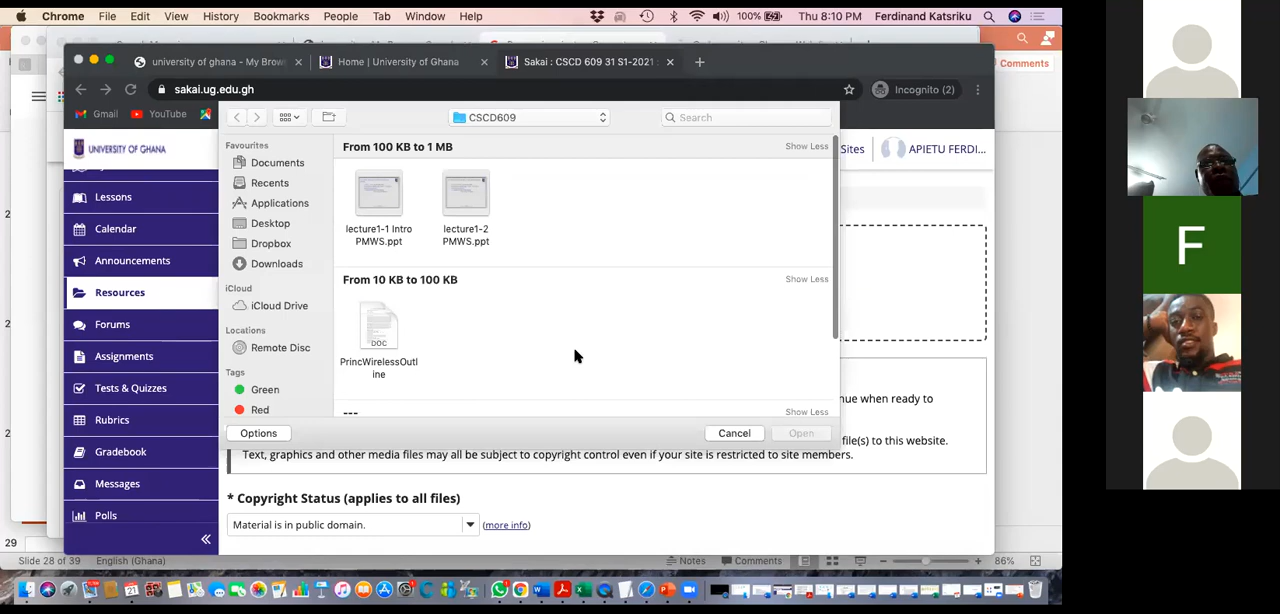 Chrome File Edit View History Bookmarks People Tab Window Help 100% Thu 8:10 PM Ferdinand Katsriku
university of ghana - My Brow Home | University of Ghana Sakai : CSCD 609 31 S1-2021
Comments
sakai.ug.edu.gh Incognito (2)
Gmail YouTube CSCD609 Search
UNIVERSITY OF GHANA Sites APIETU FERDI...
Favourites
Documents
Recents
Applications
Desktop
Dropbox
Downloads
iCloud
iCloud Drive
Locations
Remote Disc
Tags
Green
Red
From 100 KB to 1 MB Show Less
lecture1-1 Intro PMWS.ppt
lecture1-2 PMWS.ppt
From 10 KB to 100 KB Show Less
DOC
PrincWirelessOutl
ine
--- Show Less
Options Cancel Open
Lessons
Calendar
Announcements
Resources
Forums
Assignments
Tests & Quizzes
Rubrics
Gradebook
Messages
Polls
nue when ready to
file(s) to this website.
Text, graphics and other media files may all be subject to copyright control even if your site is restricted to site members.
* Copyright Status (applies to all files)
Material is in public domain. (more info)
29
Slide 28 of 39 English (Ghana) Notes Comments 86%
F